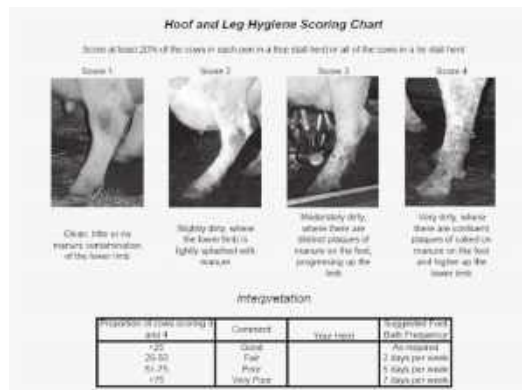 Hoof and Leg Hygiene Scoring Chart
Score at least 20% of the cows in each pen in a free stall herd or all of the cows in a tie stall herd
Score 1 Score 2 Score 3 Score 4
Clean, little or no
manure contamination
of the lower limb
Slightly dirty, where
the lower limb is
lightly splashed with
manure
Moderately dirty,
where there are
distinct plaques of
manure on the foot,
progressing up the
limb
Very dirty, where
there are confluent
plaques of caked on
manure on the foot
and higher up the
lower limb
Interpretation
Proportion of cows scoring 3
and 4 Comment Your Herd Suggested Foot
Bath Frequency
Good As required
26-50 Fair 2 days per week
51-75 Poor 5 days per week
>75 Very Poor 7 days per week